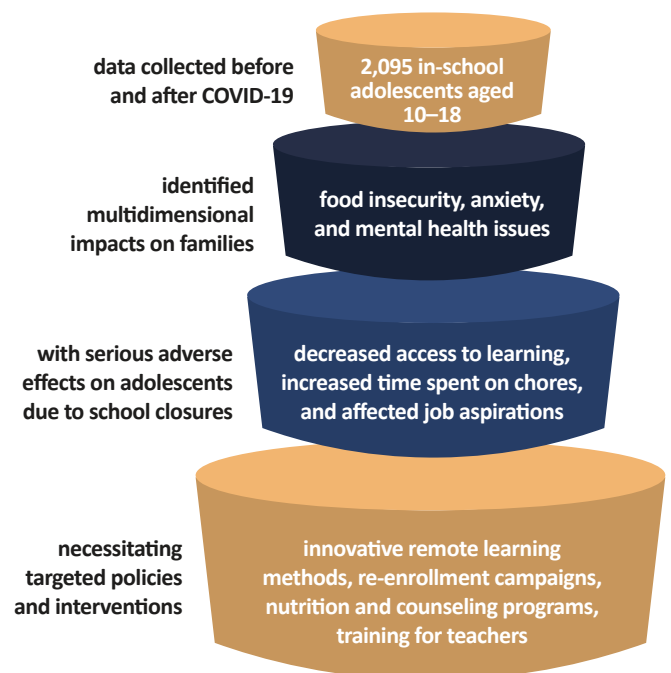 data collected before
and after COVID-19
2,095 in-school
adolescents aged
10–18
identified
multidimensional
impacts on families
food insecurity, anxiety,
and mental health issues
with serious adverse
effects on adolescents
due to school closures
decreased access to learning,
increased time spent on chores,
and affected job aspirations
necessitating
targeted policies
and interventions
innovative remote learning
methods, re-enrollment campaigns,
nutrition and counseling programs,
training for teachers